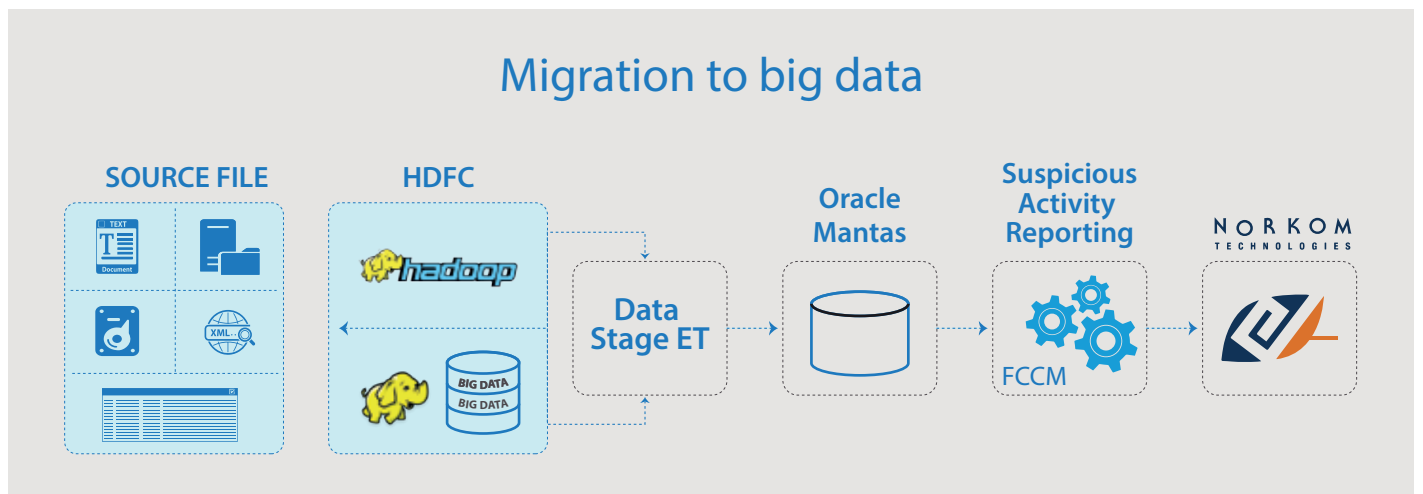 Migration to big data
SOURCE FILE
TEXT
T
Document
XML...
HDFC
hadoop
BIG DATA
BIG DATA
Data
Stage ET
Oracle
Mantas
Suspicious
Activity
Reporting
FCCM
NORKOM
TECHNOLOGIES